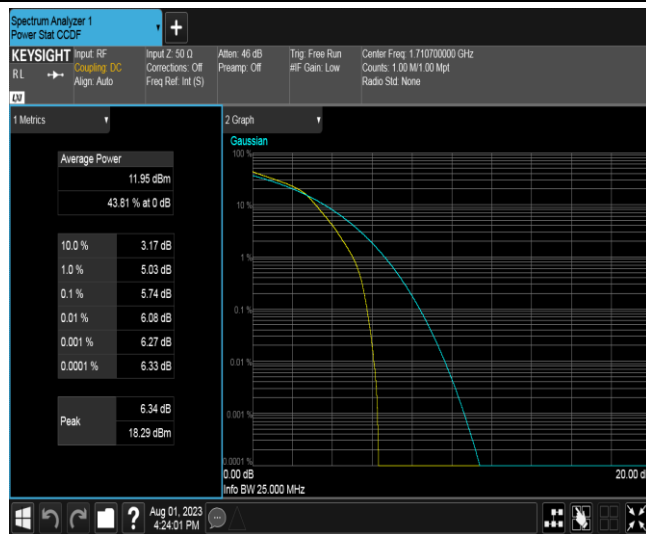 Spectrum Analyzer 1
Power Stat CCDF
+
KEYSIGHT
RL
Input: RF
Coupling: DC
Align: Auto
Input Z: 50 Ω
Corrections: Off
Freq Ref: Int (S)
Atten: 46 dB
Preamp: Off
Trig: Free Run
#IF Gain: Low
Center Freq: 1.710700000 GHz
Counts: 1.00 M/1.00 Mpt
Radio Std: None
LXI
1 Metrics
Average Power
11.95 dBm
43.81 % at 0 dB
10.0 % 3.17 dB
1.0 % 5.03 dB
0.1 % 5.74 dB
0.01 % 6.08 dB
0.001 % 6.27 dB
0.0001 % 6.33 dB
Peak
6.34 dB
18.29 dBm
2 Graph
Gaussian
100 %
10 %
1 %
0.1 %
0.01 %
0.001 %
0.0001 %
0.00 dB 20.00 d
Info BW 25.000 MHz
?
Aug 01, 2023
4:24:01 PM